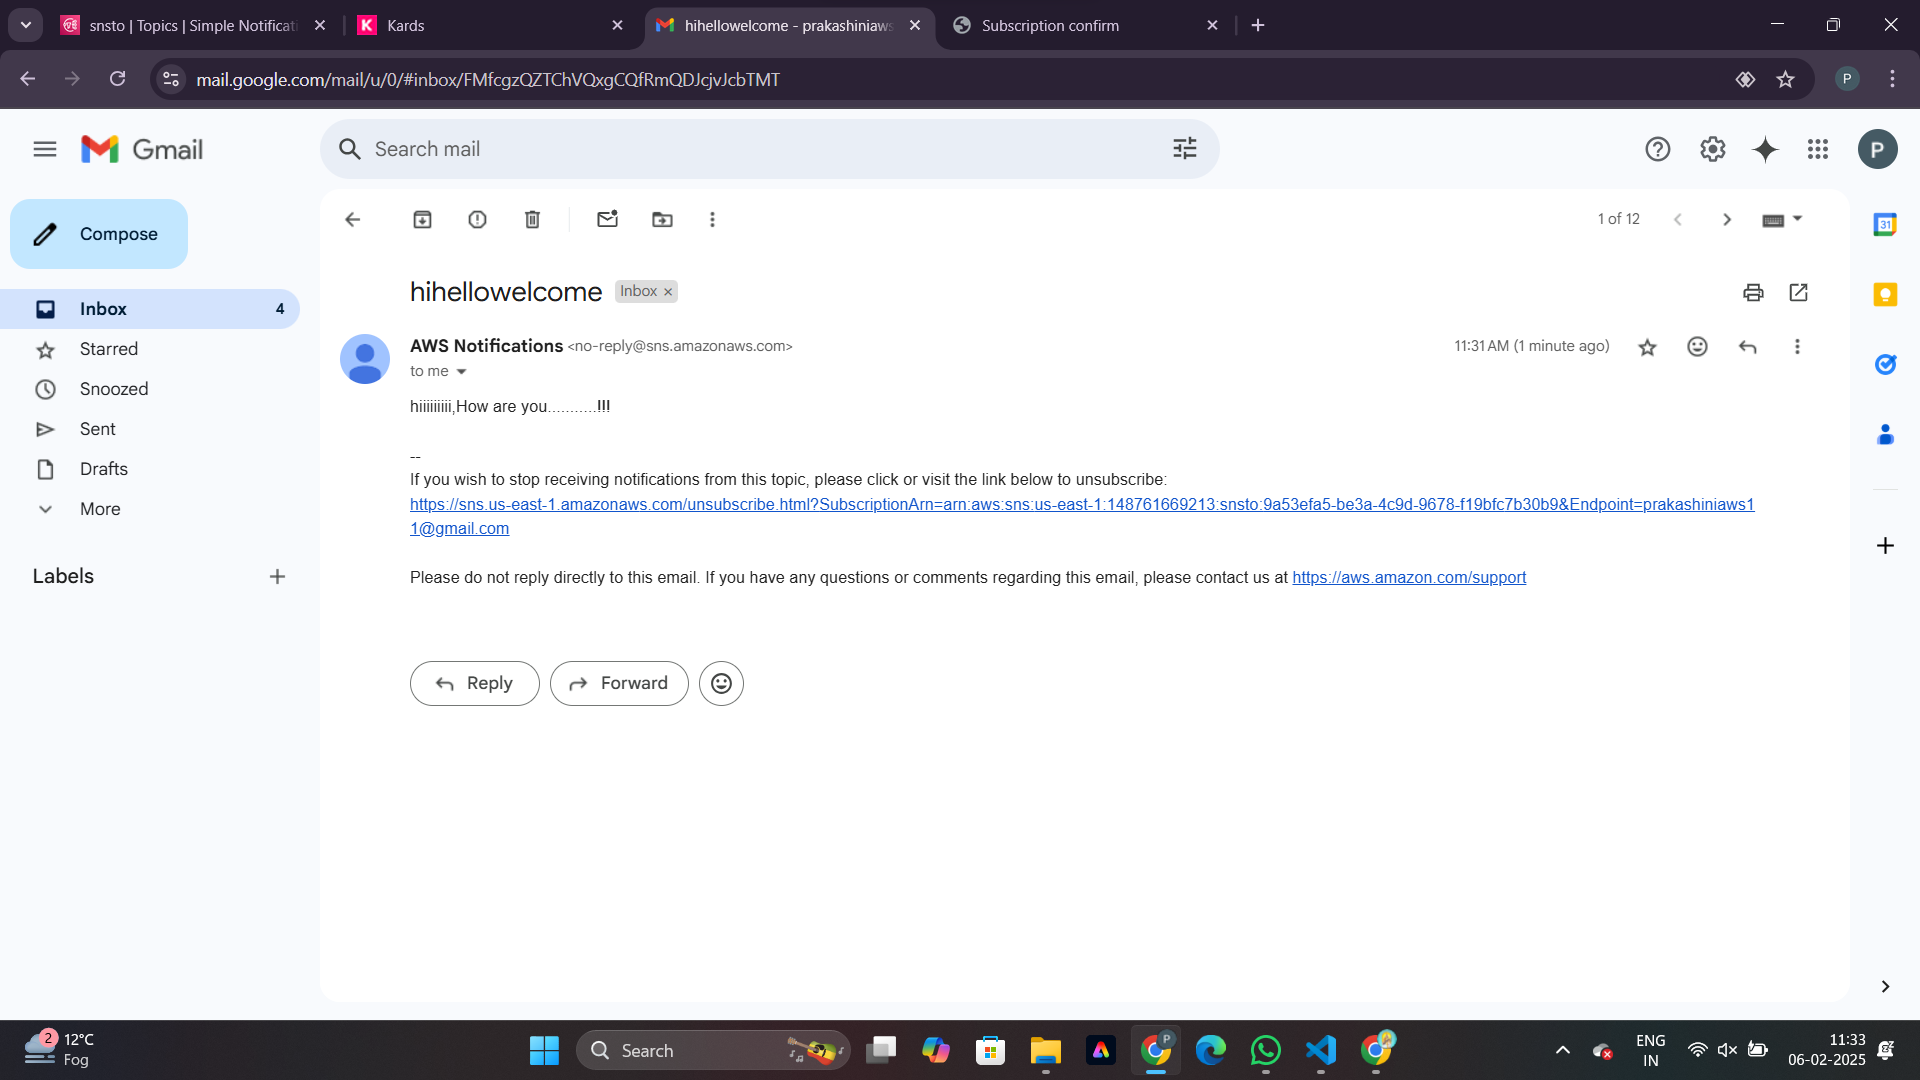 snsto | Topics | Simple Notificati
Kards
hihellowelcome - prakashiniaws
Subscription confirm
mail.google.com/mail/u/0/#inbox/FMfcgzQZTChVQxgCQfRmQDJcjvJcbTMT
P
Gmail
Search mail
P
Compose
1 of 12
31
hihellowelcome
Inbox
Inbox 4
AWS Notifications <no-reply@sns.amazonaws.com>
11:31 AM (1 minute ago)
Starred
to me
Snoozed
hiiiiiiiii,How are you...........!!!
Sent
--
Drafts
If you wish to stop receiving notifications from this topic, please click or visit the link below to unsubscribe:
More
https://sns.us-east-1.amazonaws.com/unsubscribe.html?SubscriptionArn=arn:aws:sns:us-east-1:148761669213:snsto:9a53efa5-be3a-4c9d-9678-f19bfc7b30b9&Endpoint=prakashiniaws1
1@gmail.com
Labels
Please do not reply directly to this email. If you have any questions or comments regarding this email, please contact us at https://aws.amazon.com/support
Reply
Forward
2
12°C
Fog
Search
P
ENG
IN
11:33
06-02-2025